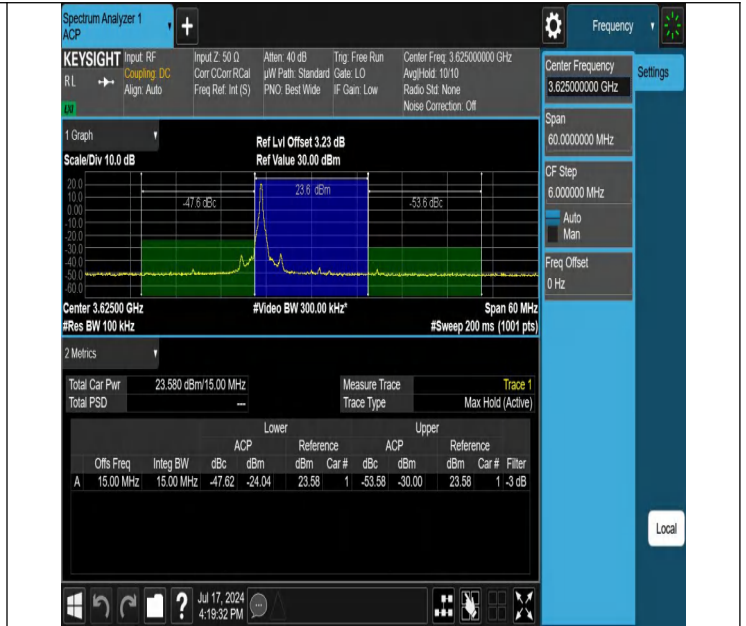 Spectrum Analyzer 1
ACP
Frequency
KEYSIGHT Input: RF Input Z: 50 Ω Atten: 40 dB Trig: Free Run Center Freq: 3.625000000 GHz
RL Coupling: DC Corr CCorr RCal µW Path: Standard Gate: LO Avg|Hold: 10/10
Align: Auto Freq Ref: Int (S) PNO: Best Wide IF Gain: Low Radio Std: None
LXI Noise Correction: Off
Center Frequency
3.625000000 GHz
Settings
Span
60.0000000 MHz
CF Step
6.000000 MHz
Auto
Man
Freq Offset
0 Hz
Local
1 Graph
Ref Lvl Offset 3.23 dB
Scale/Div 10.0 dB Ref Value 30.00 dBm
20.0
10.0
0.00
-10.0
-20.0
-30.0
-40.0
-50.0
-60.0
-47.6 dBc 23.6 dBm -53.6 dBc
Center 3.62500 GHz #Video BW 300.00 kHz* Span 60 MHz
#Res BW 100 kHz #Sweep 200 ms (1001 pts)
2 Metrics
Total Car Pwr 23.580 dBm/15.00 MHz Measure Trace Trace 1
Total PSD --- Trace Type Max Hold (Active)
Lower Upper
ACP Reference ACP Reference
Offs Freq Integ BW dBc dBm dBm Car # dBc dBm dBm Car # Filter
A 15.00 MHz 15.00 MHz -47.62 -24.04 23.58 1 -53.58 -30.00 23.58 1 -3 dB
? Jul 17, 2024
4:19:32 PM